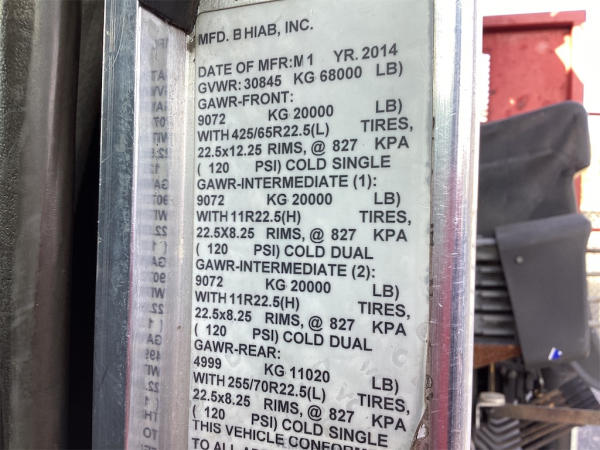 MFD. B HIAB, INC.
DATE OF MFR: M 1 YR. 2014
GVWR: 30845 KG 68000 LB)
GAWR-FRONT:
9072 KG 20000 LB)
WITH 425/65R22.5(L) TIRES,
22.5x12.25 RIMS, @ 827 KPA
( 120 PSI) COLD SINGLE
GAWR-INTERMEDIATE (1):
9072 KG 20000 LB)
WITH 11R22.5(H) TIRES,
22.5X8.25 RIMS, @ 827 KPA
( 120 PSI) COLD DUAL
GAWR-INTERMEDIATE (2):
9072 KG 20000 LB)
WITH 11R22.5(H) TIRES,
22.5x8.25 RIMS, @ 827 KPA
( 120 PSI) COLD DUAL
GAWR-REAR:
4999 KG 11020 LB)
WITH 255/70R22.5(L) TIRES,
22.5x8.25 RIMS, @ 827 KPA
( 120 PSI) COLD SINGLE
THIS VEHICLE CONFORM
TO ALL